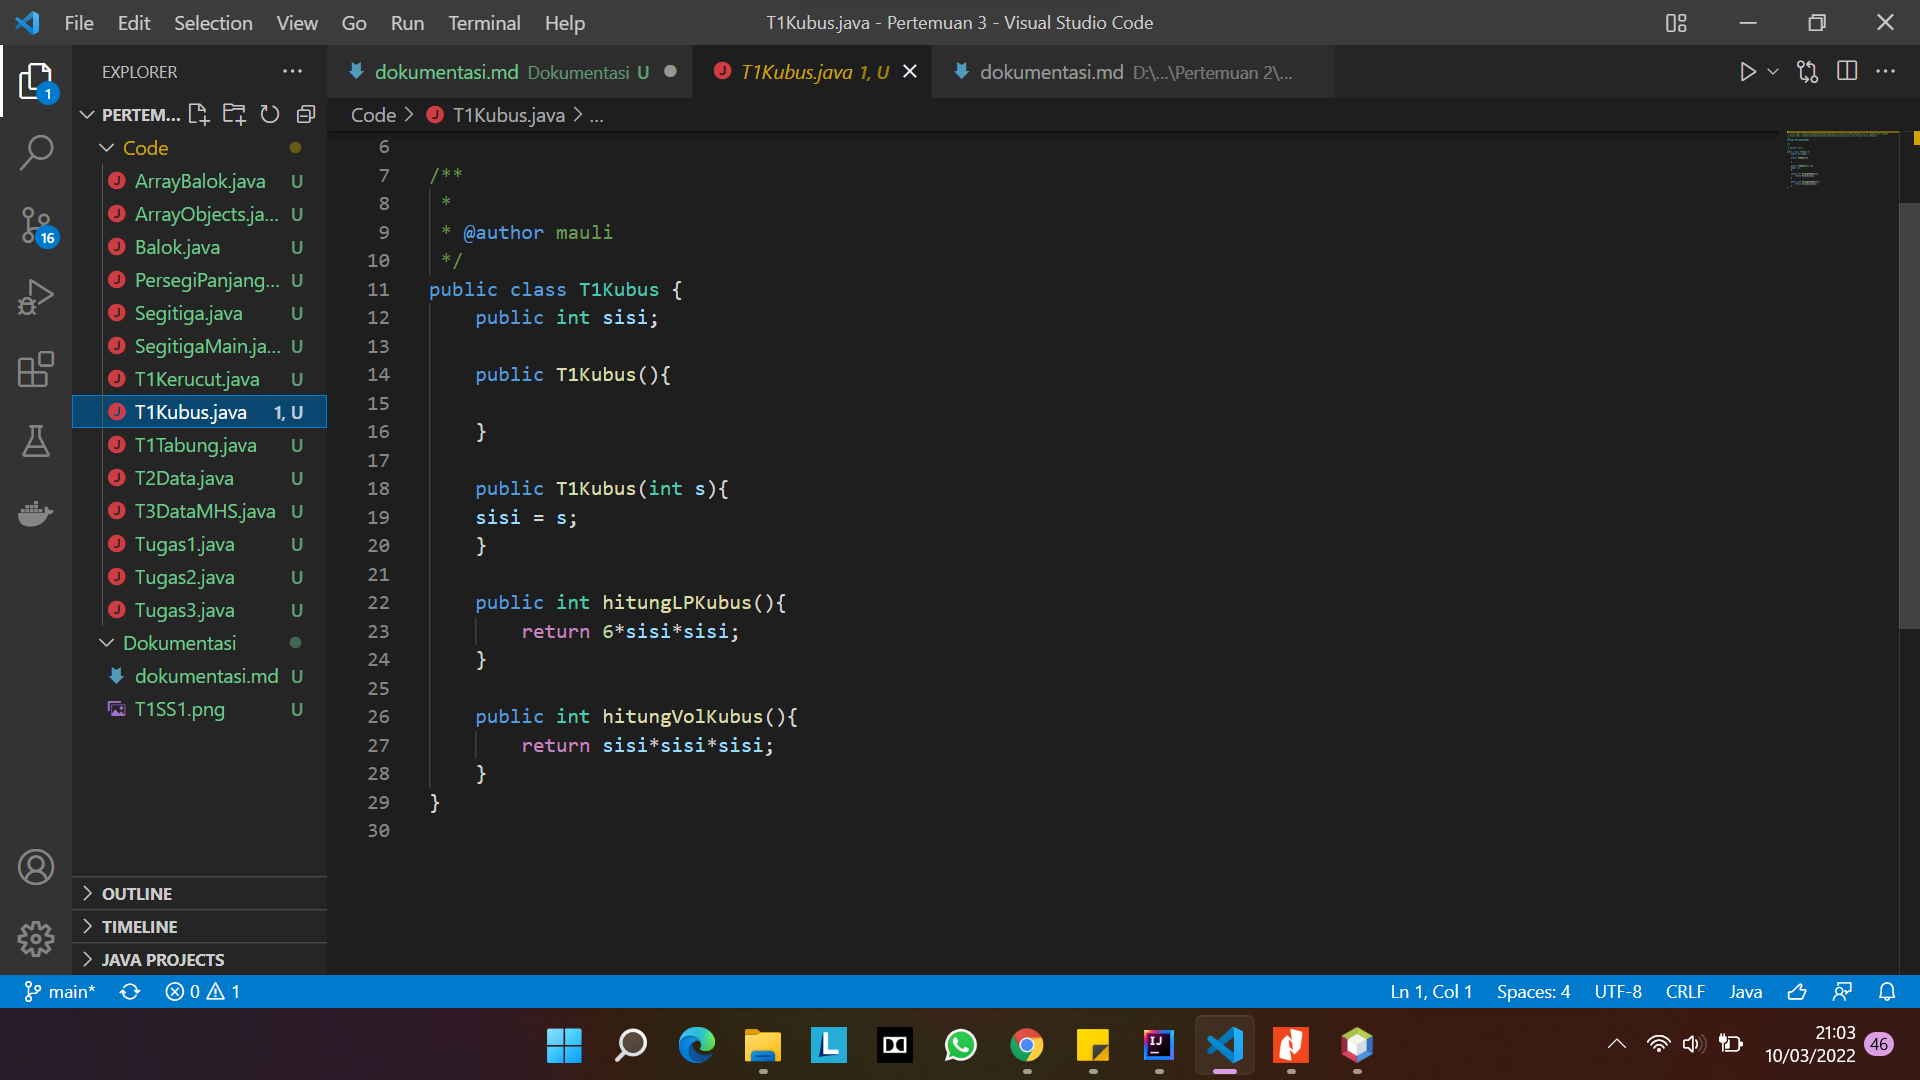 File Edit Selection View Go Run Terminal Help
T1Kubus.java - Pertemuan 3 - Visual Studio Code
EXPLORER
dokumentasi.md Dokumentasi U
T1Kubus.java 1, U
dokumentasi.md D:\...\Pertemuan 2\...
PERTEM...
Code > T1Kubus.java > ...
Code
ArrayBalok.java U
ArrayObjects.ja... U
Balok.java U
PersegiPanjang... U
Segitiga.java U
SegitigaMain.ja... U
T1Kerucut.java U
T1Kubus.java 1, U
T1Tabung.java U
T2Data.java U
T3DataMHS.java U
Tugas1.java U
Tugas2.java U
Tugas3.java U
Dokumentasi
dokumentasi.md U
T1SS1.png U
OUTLINE
TIMELINE
JAVA PROJECTS
1
16
6
7 /**
8 *
9 * @author mauli
10 */
11 public class T1Kubus {
12 public int sisi;
13
14 public T1Kubus(){
15
16 }
17
18 public T1Kubus(int s){
19 sisi = s;
20 }
21
22 public int hitungLPKubus(){
23 return 6*sisi*sisi;
24 }
25
26 public int hitungVolKubus(){
27 return sisi*sisi*sisi;
28 }
29 }
30
main* 0 1
Ln 1, Col 1 Spaces: 4 UTF-8 CRLF Java
21:03
10/03/2022
46